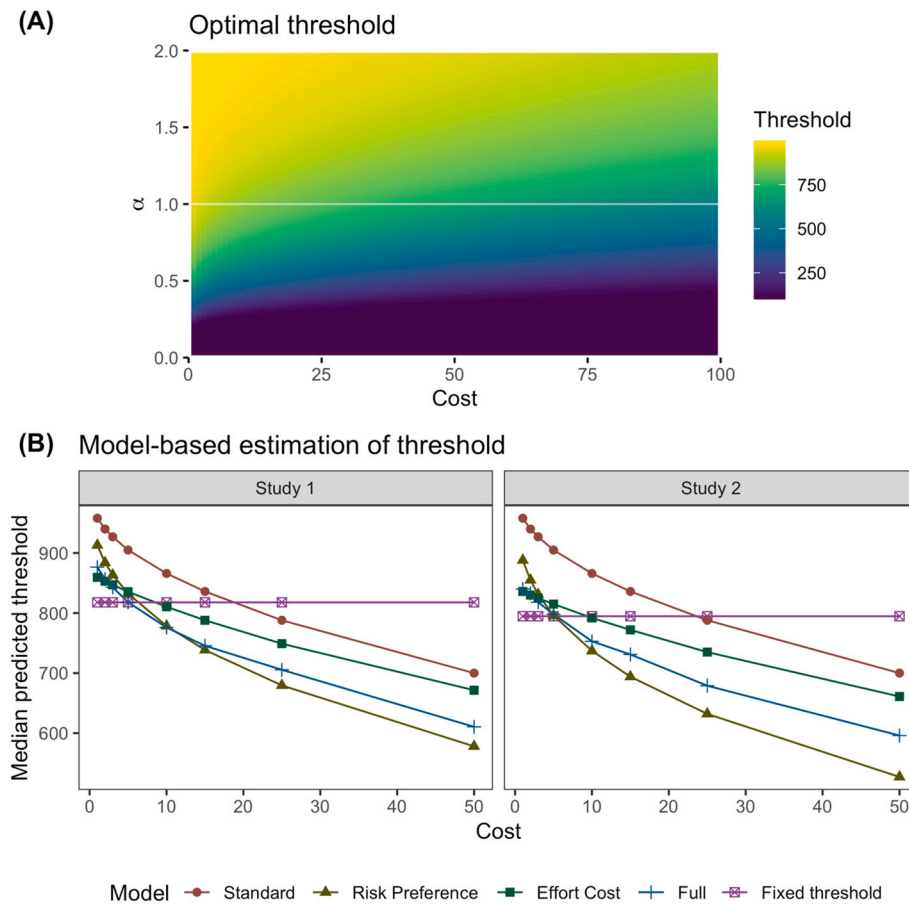 (A)
Optimal threshold
2.0
1.5
1.0
0.5
0.0
α
0
25
50
75
100
Cost
Threshold
750
500
250
(B) Model-based estimation of threshold
Study 1
Study 2
Median predicted threshold
900
800
700
600
0 10 20 30 40 50
0 10 20 30 40 50
Cost
Model Standard Risk Preference Effort Cost Full Fixed threshold